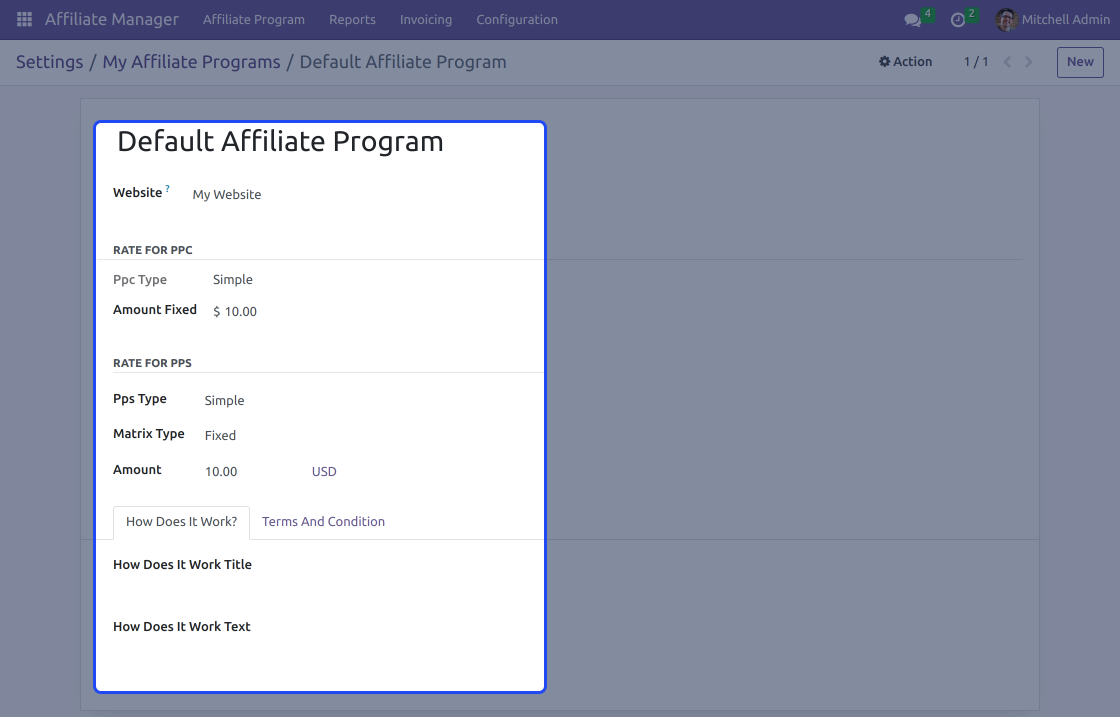 Affiliate Manager Affiliate Program Reports Invoicing Configuration 4 2 Mitchell Admin
Settings / My Affiliate Programs / Default Affiliate Program Action 1 / 1 New
Default Affiliate Program
Website ? My Website
RATE FOR PPC
Ppc Type Simple
Amount Fixed $ 10.00
RATE FOR PPS
Pps Type Simple
Matrix Type Fixed
Amount 10.00 USD
How Does It Work? Terms And Condition
How Does It Work Title
How Does It Work Text